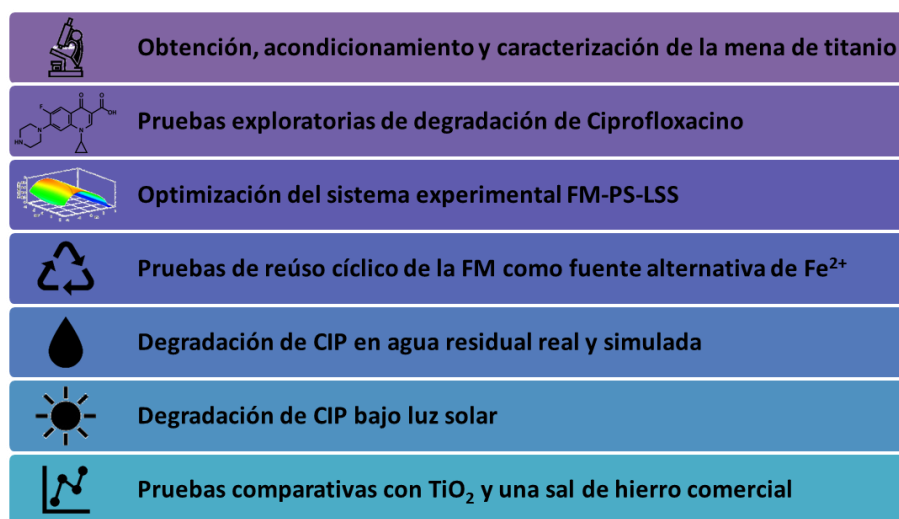 Obtención, acondicionamiento y caracterización de la mena de titanio
Pruebas exploratorias de degradación de Ciprofloxacino
Optimización del sistema experimental FM-PS-LSS
Pruebas de reúso cíclico de la FM como fuente alternativa de Fe²⁺
Degradación de CIP en agua residual real y simulada
Degradación de CIP bajo luz solar
Pruebas comparativas con TiO₂ y una sal de hierro comercial